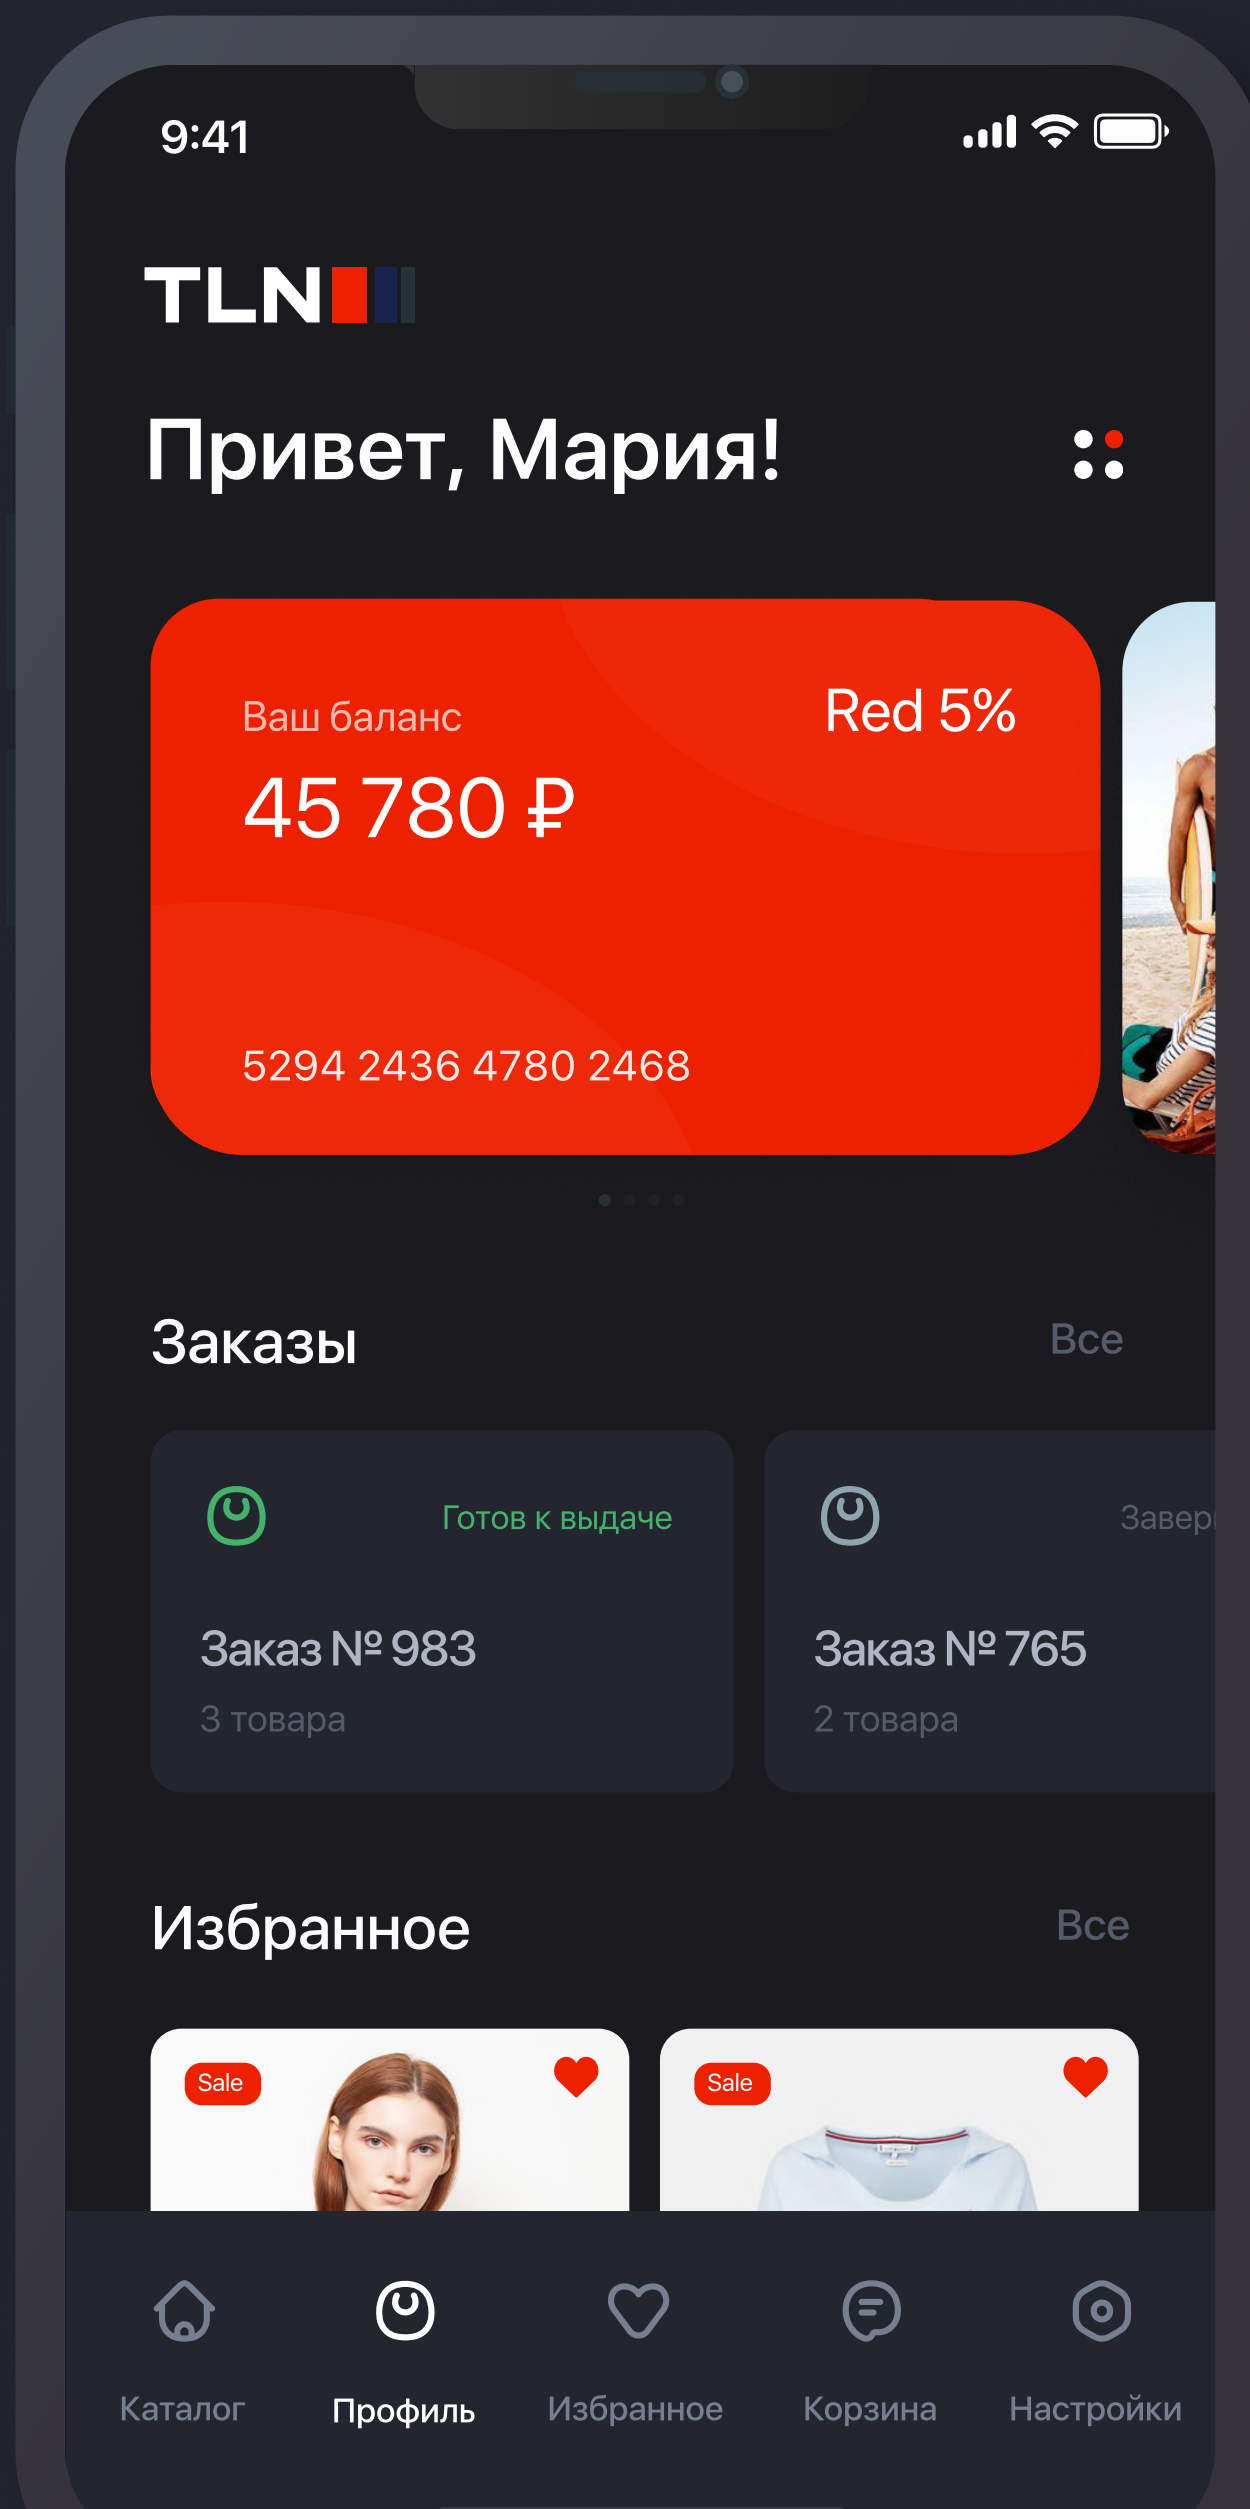 9:41
TLN
Привет, Мария!
Ваш баланс
Red 5%
45 780 ₽
5294 2436 4780 2468
Заказы
Все
Готов к выдаче
Заказ № 983
3 товара
Завер
Заказ № 765
2 товара
Избранное
Все
Sale
Sale
Каталог
Профиль
Избранное
Корзина
Настройки